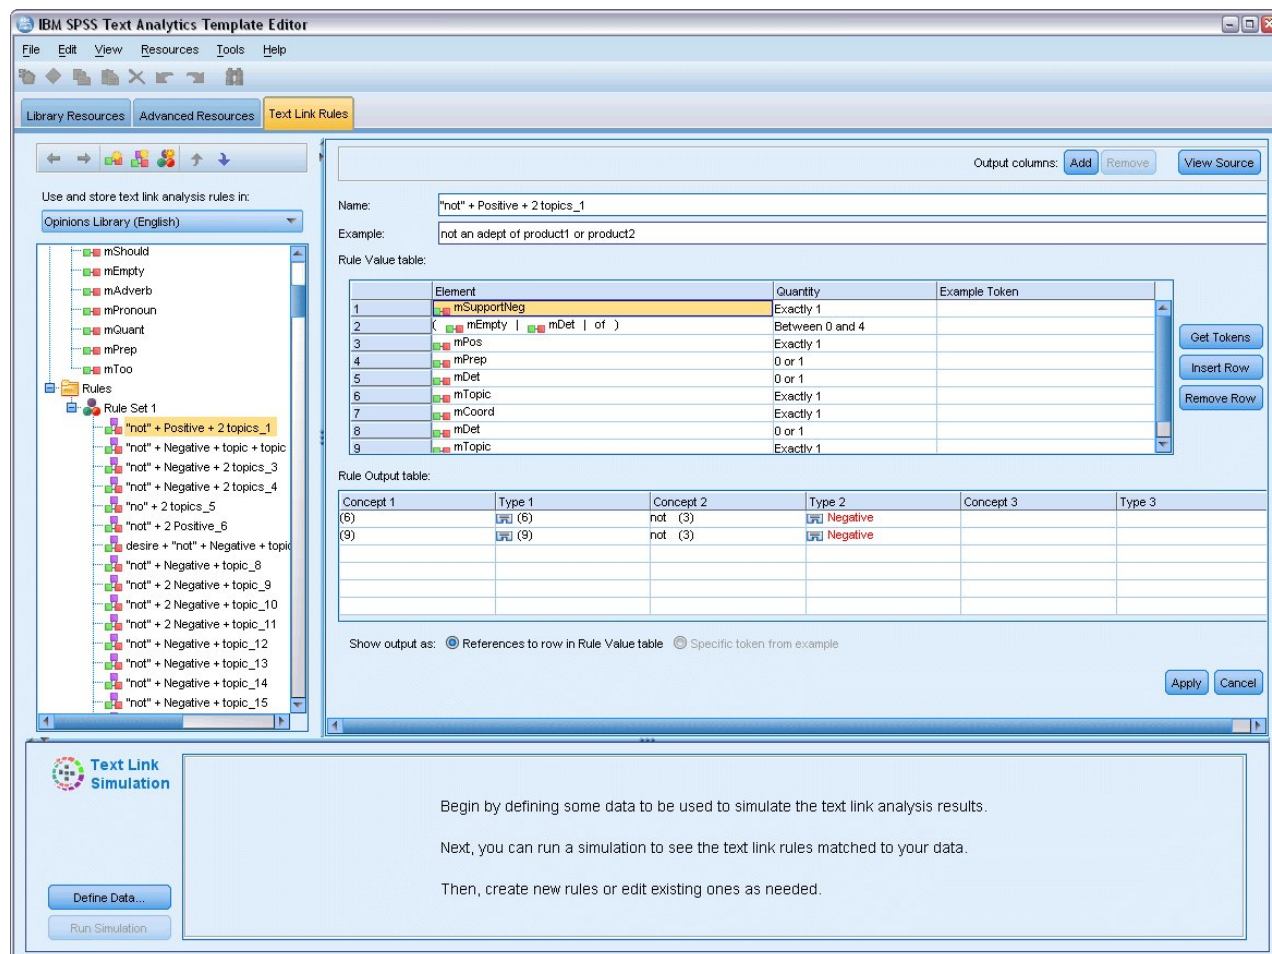 IBM SPSS Text Analytics Template Editor
File Edit View Resources Tools Help
Library Resources Advanced Resources Text Link Rules
Use and store text link analysis rules in:
Opinions Library (English)
mShould
mEmpty
mAdverb
mPronoun
mQuant
mPrep
mToo
Rules
Rule Set 1
"not" + Positive + 2 topics_1
"not" + Negative + topic + topic
"not" + Negative + 2 topics_3
"not" + Negative + 2 topics_4
"no" + 2 topics_5
"not" + 2 Positive_6
desire + "not" + Negative + topic
"not" + Negative + topic_8
"not" + 2 Negative + topic_9
"not" + 2 Negative + topic_10
"not" + 2 Negative + topic_11
"not" + Negative + topic_12
"not" + Negative + topic_13
"not" + Negative + topic_14
"not" + Negative + topic_15
Output columns: Add Remove View Source
Name: "not" + Positive + 2 topics_1
Example: not an adept of product1 or product2
Rule Value table:
Element Quantity Example Token
1 mSupportNeg Exactly 1
2 ( mEmpty | mDet | of ) Between 0 and 4
3 mPos Exactly 1
4 mPrep 0 or 1
5 mDet 0 or 1
6 mTopic Exactly 1
7 mCoord Exactly 1
8 mDet 0 or 1
9 mTopic Exactly 1
Get Tokens
Insert Row
Remove Row
Rule Output table:
Concept 1 Type 1 Concept 2 Type 2 Concept 3 Type 3
(6) (6) not (3) Negative
(9) (9) not (3) Negative
Show output as: References to row in Rule Value table Specific token from example
Apply Cancel
Text Link
Simulation
Define Data...
Run Simulation
Begin by defining some data to be used to simulate the text link analysis results.
Next, you can run a simulation to see the text link rules matched to your data.
Then, create new rules or edit existing ones as needed.